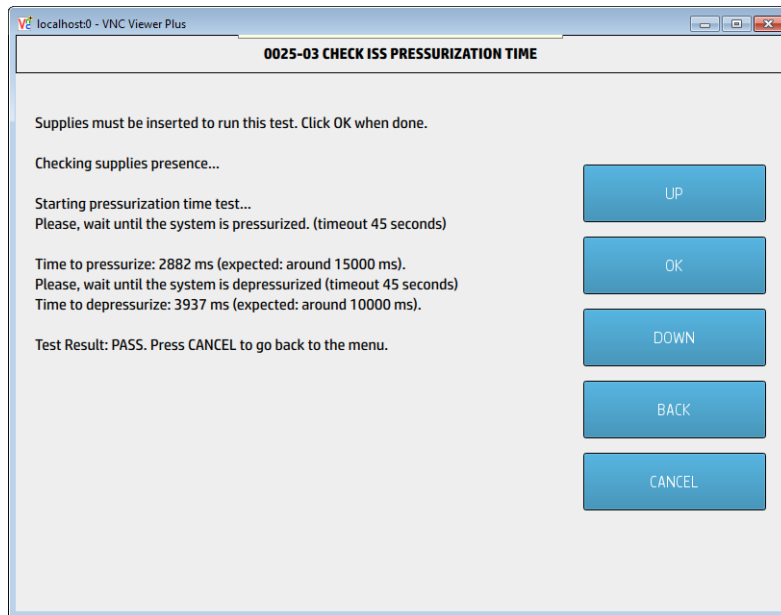 localhost:0 - VNC Viewer Plus
0025-03 CHECK ISS PRESSURIZATION TIME
Supplies must be inserted to run this test. Click OK when done.
Checking supplies presence...
Starting pressurization time test...
Please, wait until the system is pressurized. (timeout 45 seconds)
Time to pressurize: 2882 ms (expected: around 15000 ms).
Please, wait until the system is depressurized (timeout 45 seconds)
Time to depressurize: 3937 ms (expected: around 10000 ms).
Test Result: PASS. Press CANCEL to go back to the menu.
UP
OK
DOWN
BACK
CANCEL